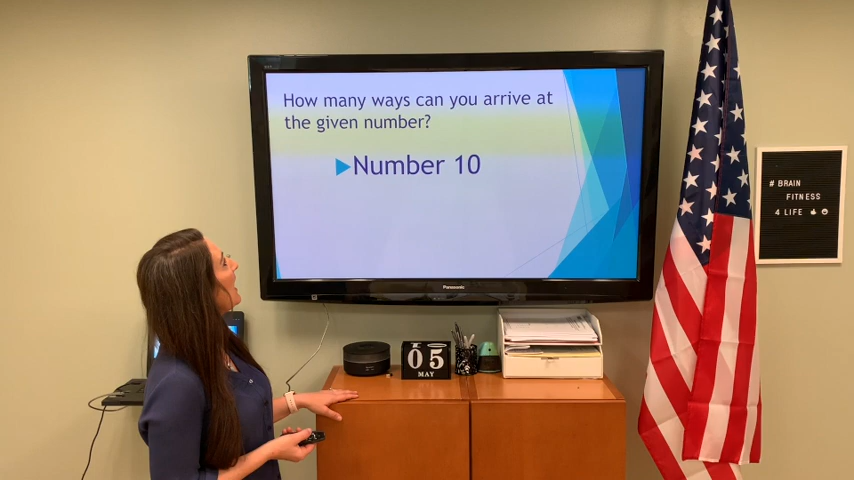 How many ways can you arrive at
the given number?
Number 10
Panasonic
# BRAIN
FITNESS
4 LIFE
05
MAY